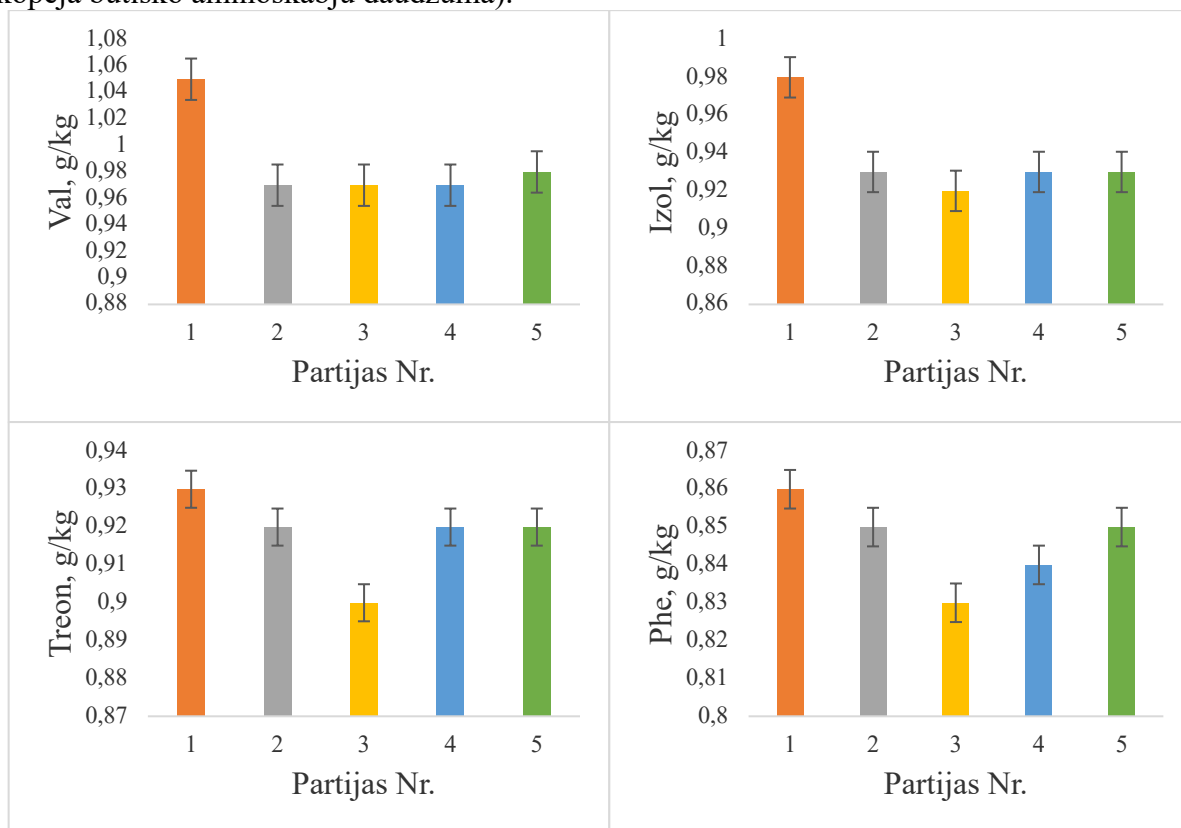 kopējā būtisko aminoskābju daudzuma).
1,08
1,06
1,04
1,02
1
0,98
0,96
0,94
0,92
0,9
0,88
Val, g/kg
1 2 3 4 5
Partijas Nr.
1
0,98
0,96
0,94
0,92
0,9
0,88
0,86
Izol, g/kg
1 2 3 4 5
Partijas Nr.
0,94
0,93
0,92
0,91
0,9
0,89
0,88
0,87
Treon, g/kg
1 2 3 4 5
Partijas Nr.
0,87
0,86
0,85
0,84
0,83
0,82
0,81
0,8
Phe, g/kg
1 2 3 4 5
Partijas Nr.